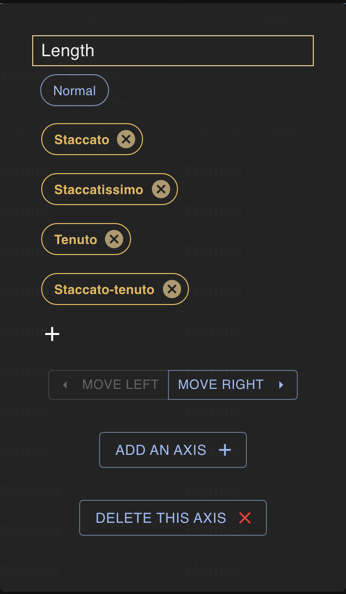 Length
Normal
Staccato
Staccatissimo
Tenuto
Staccato-tenuto
MOVE LEFT MOVE RIGHT
ADD AN AXIS
DELETE THIS AXIS